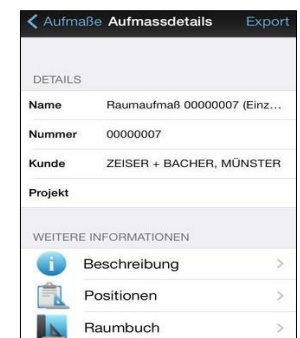 Aufmaße Aufmassdetails Export
DETAILS
Name Raumaufmaß 00000007 (Einz...
Nummer 00000007
Kunde ZEISER + BACHER, MÜNSTER
Projekt
WEITERE INFORMATIONEN
Beschreibung
Positionen
Raumbuch